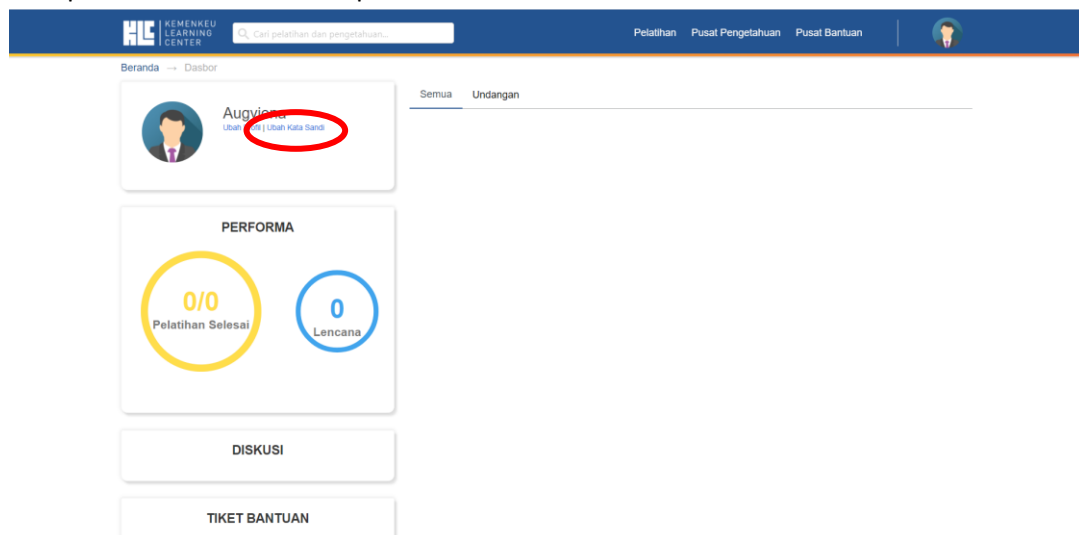 KEMENKEU
LEARNING
CENTER
Cari pelatihan dan pengetahuan...
Pelatihan Pusat Pengetahuan Pusat Bantuan
Beranda → Dasbor
Semua Undangan
Ubah | Ubah Kata Sandi
PERFORMA
0/0
Pelatihan Selesai
0
Lencana
DISKUSI
TIKET BANTUAN